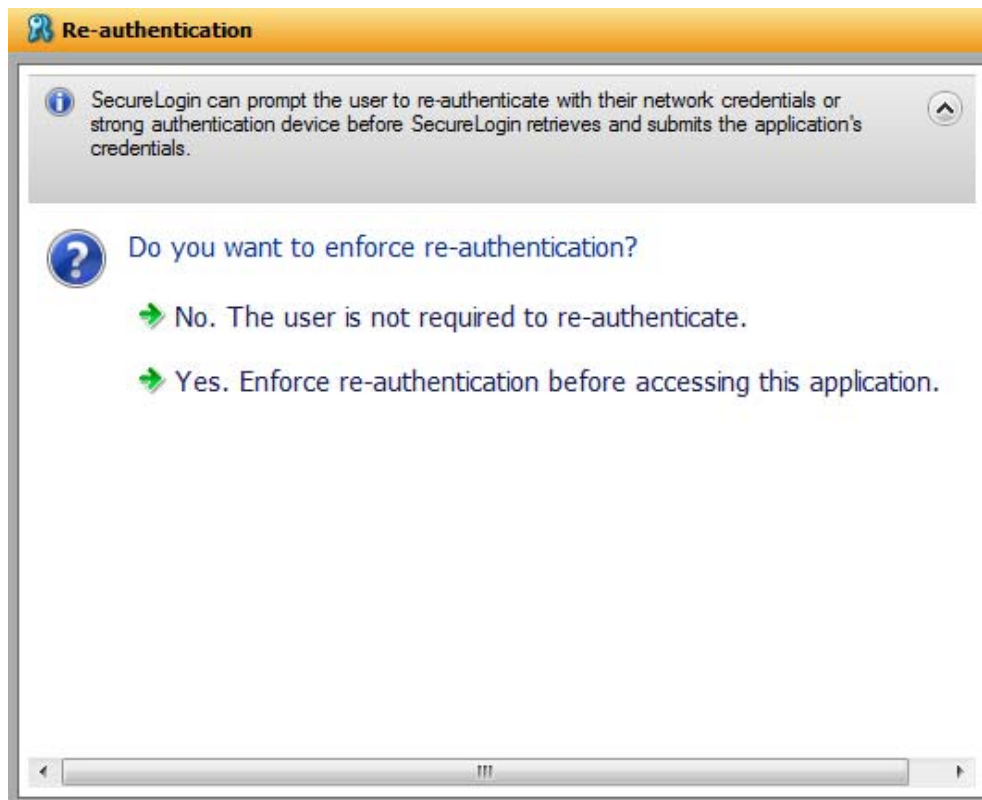 Re-authentication
SecureLogin can prompt the user to re-authenticate with their network credentials or
strong authentication device before SecureLogin retrieves and submits the application's
credentials.
Do you want to enforce re-authentication?
No. The user is not required to re-authenticate.
Yes. Enforce re-authentication before accessing this application.